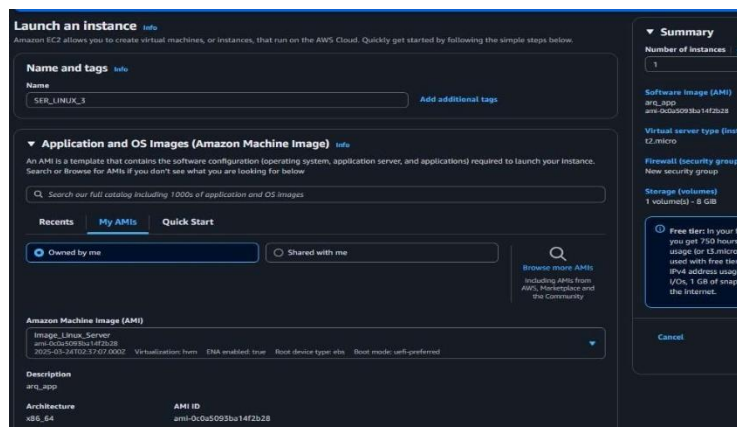 Launch an instance Info
Amazon EC2 allows you to create virtual machines, or instances, that run on the AWS Cloud. Quickly get started by following the simple steps below.
Name and tags Info
Name
SER_LINUX_3
Add additional tags
▼ Application and OS Images (Amazon Machine Image) Info
An AMI is a template that contains the software configuration (operating system, application server, and applications) required to launch your instance.
Search or Browse for AMIs if you don't see what you are looking for below
Search our full catalog including 1000s of application and OS images
Recents
My AMIs
Quick Start
Owned by me
Shared with me
Browse more AMIs
Including AMIs from
AWS, Marketplace and
the Community
Amazon Machine Image (AMI)
Image_Linux_Server
ami-0c0a5093ba14f2b28
2025-03-24T02:37:07.000Z Virtualization: hvm ENA enabled: true Root device type: ebs Boot mode: uefi-preferred
Description
arq_app
Architecture
AMI ID
x86_64
ami-0c0a5093ba14f2b28
▼ Summary
Number of instances
1
Software Image (AMI)
arq_app
ami-0c0a5093ba14f2b28
Virtual server type (inst
t2.micro
Firewall (security group
New security group
Storage (volumes)
1 volume(s) - 8 GiB
Free tier: In your f
you get 750 hours
usage (or t3.micro
used with free tier
IPv4 address usag
I/Os, 1 GB of snap
the internet.
Cancel